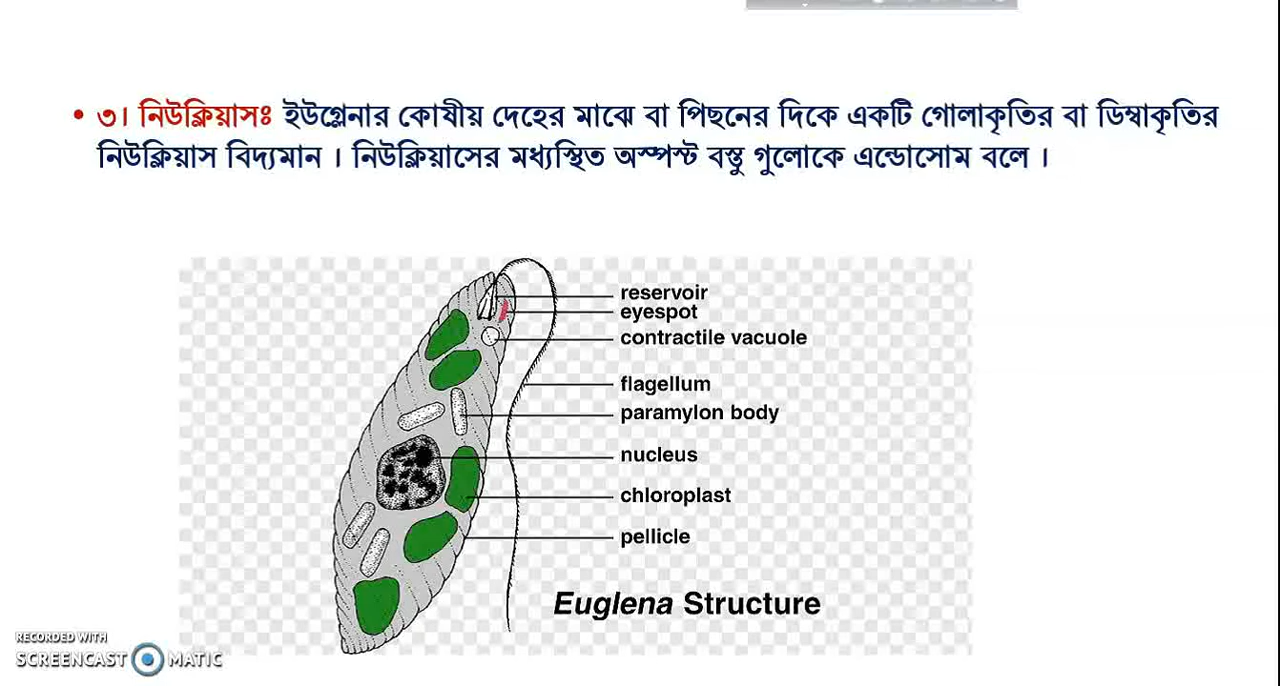 • ৩। নিউক্লিয়াসঃ ইউগ্লেনার কোষীয় দেহের মাঝে বা পিছনের দিকে একটি গোলাকৃতির বা ডিম্বাকৃতির
নিউক্লিয়াস বিদ্যমান । নিউক্লিয়াসের মধ্যস্থিত অস্পস্ট বস্তু গুলোকে এন্ডোসোম বলে ।
reservoir
eyespot
contractile vacuole
flagellum
paramylon body
nucleus
chloroplast
pellicle
Euglena Structure
RECORDED WITH
SCREENCAST MATIC